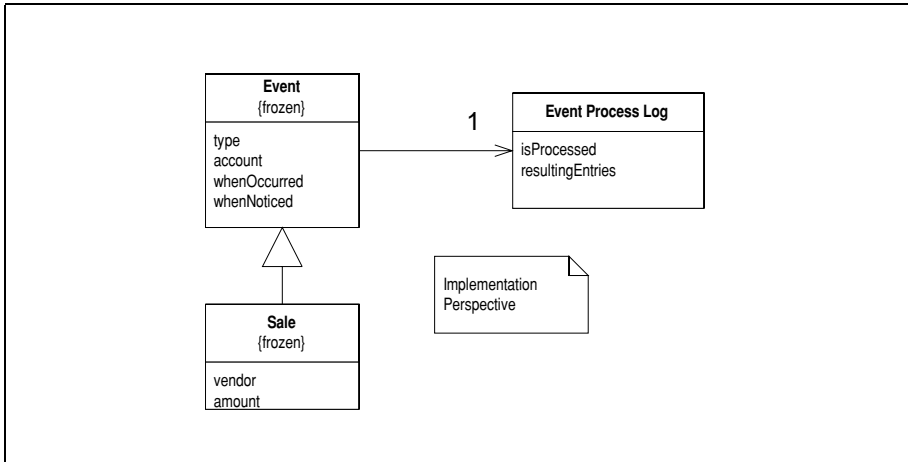 Event
{frozen}
type
account
whenOccurred
whenNoticed
1
Event Process Log
isProcessed
resultingEntries
Implementation
Perspective
Sale
{frozen}
vendor
amount